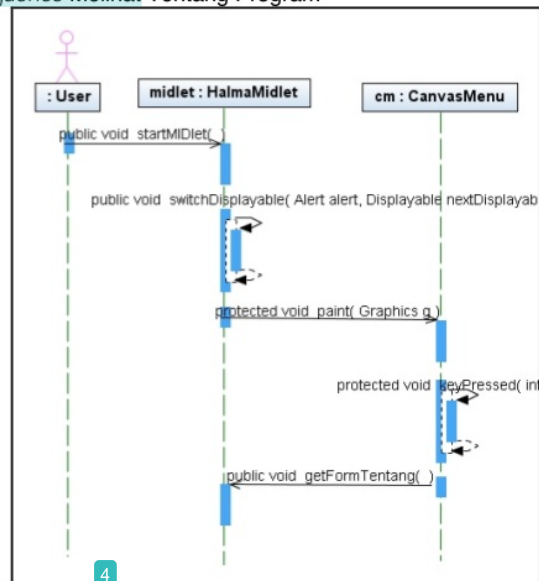 Melihat Tentang Program
: User
midlet : HalmaMidlet
cm : CanvasMenu
public void startMIDlet( )
public void switchDisplayable( Alert alert, Displayable nextDisplayab
protected void paint( Graphics g )
protected void keyPressed( int
public void getFormTentang( )
4